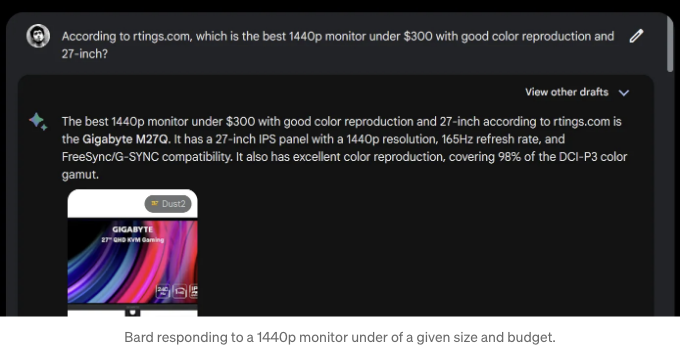 According to rtings.com, which is the best 1440p monitor under $300 with good color reproduction and
27-inch?
View other drafts
The best 1440p monitor under $300 with good color reproduction and 27-inch according to rtings.com is
the Gigabyte M27Q. It has a 27-inch IPS panel with a 1440p resolution, 165Hz refresh rate, and
FreeSync/G-SYNC compatibility. It also has excellent color reproduction, covering 98% of the DCI-P3 color
gamut.
Dust2
GIGABYTE
27" QHD KVM Gaming
Bard responding to a 1440p monitor under of a given size and budget.